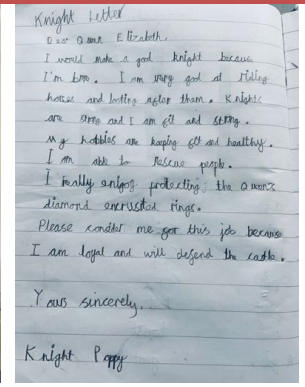 Knight Letter
Dear Queen Elizabeth,
I would make a good knight because
I'm brave. I am very good at riding
horses and looking after them. Knights
are strong and I am fit and strong.
My hobbies are keeping fit and healthy.
I am able to rescue people.
I really enjoy protecting the Queen's
diamond encrusted rings.
Please consider me for this job because
I am loyal and will defend the castle.
Yours sincerely,
Knight Poppy